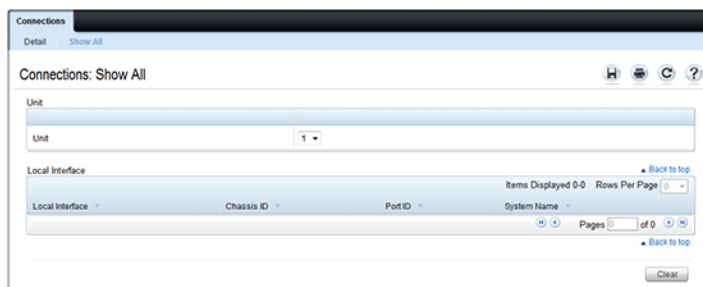 Connections
Detail Show All
Connections: Show All
?
Unit
Unit 1
Local Interface Back to top
Items Displayed 0-0 Rows Per Page 0
Local Interface Chassis ID Port ID System Name
Pages 0 of 0
Back to top
Clear